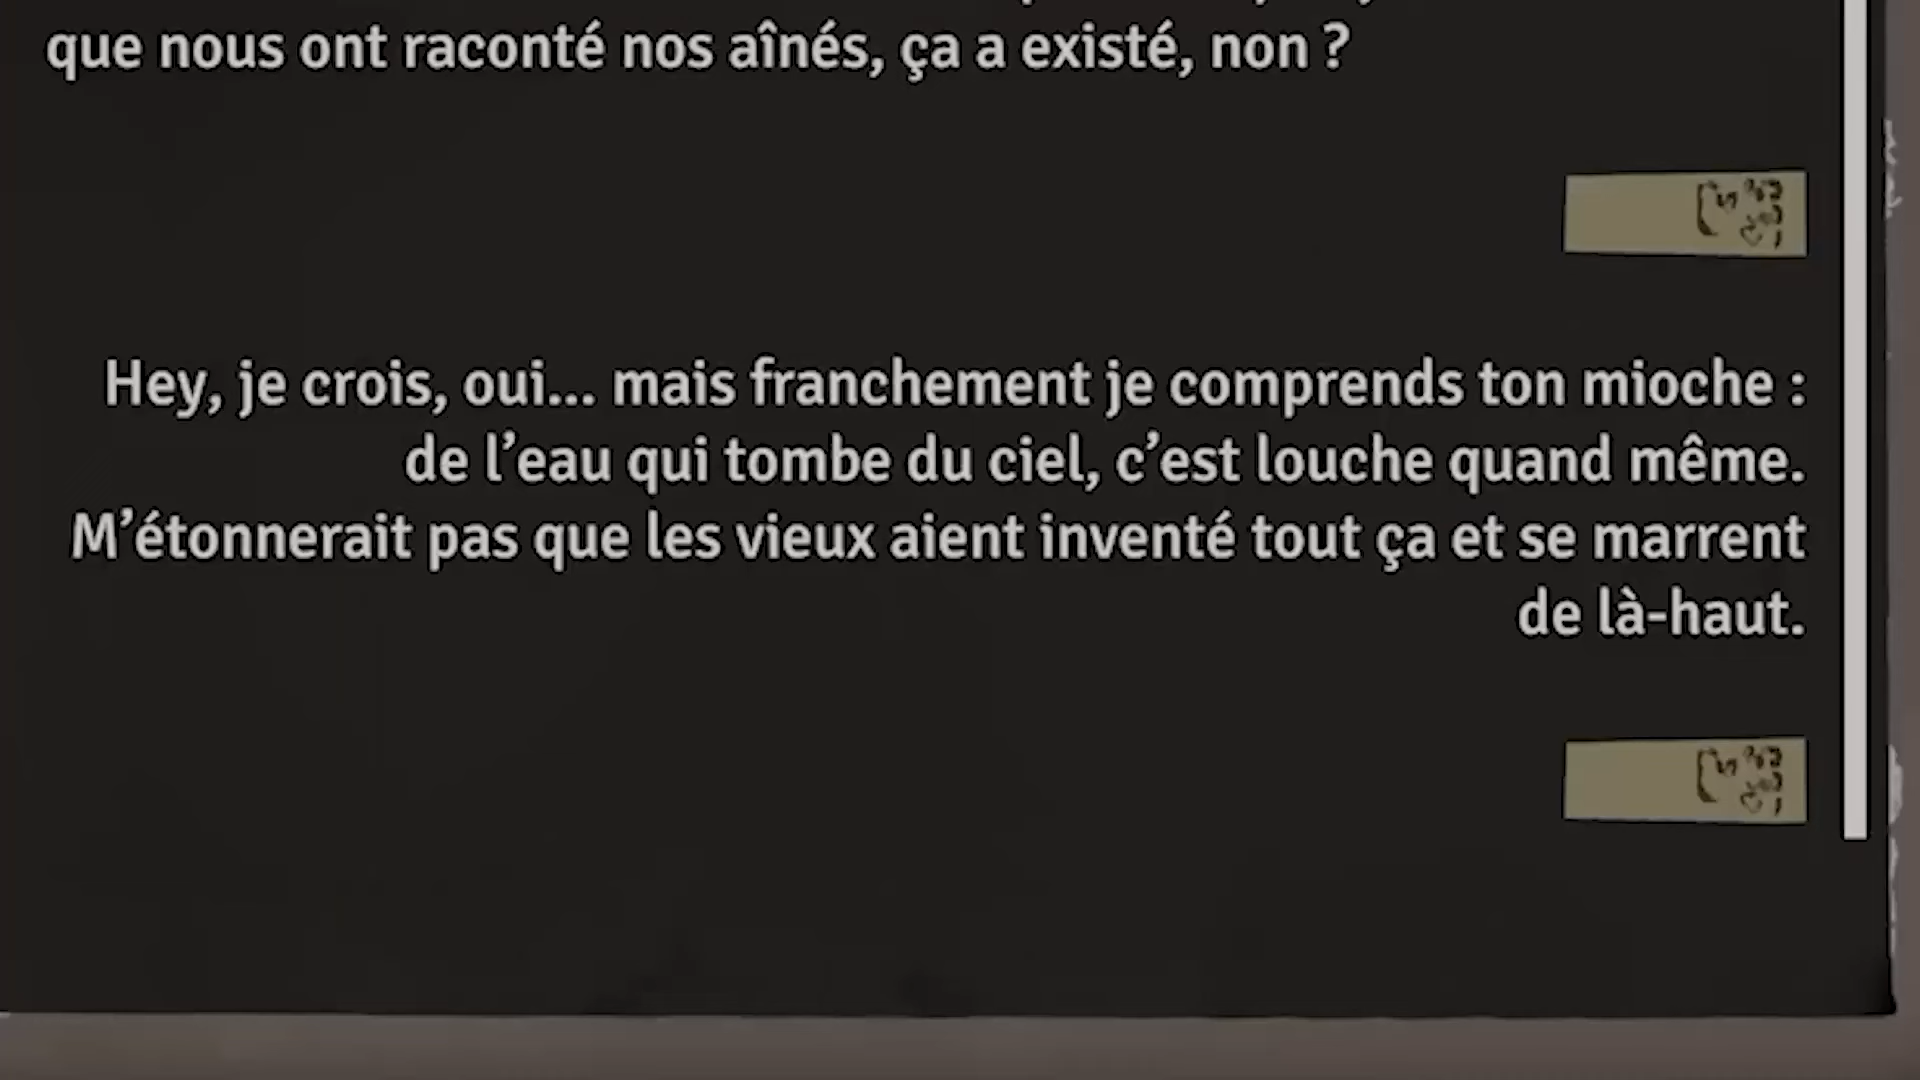 que nous ont raconté nos aînés, ça a existé, non ?
Hey, je crois, oui... mais franchement je comprends ton mioche :
de l’eau qui tombe du ciel, c’est louche quand même.
M’étonnerait pas que les vieux aient inventé tout ça et se marrent
de là-haut.